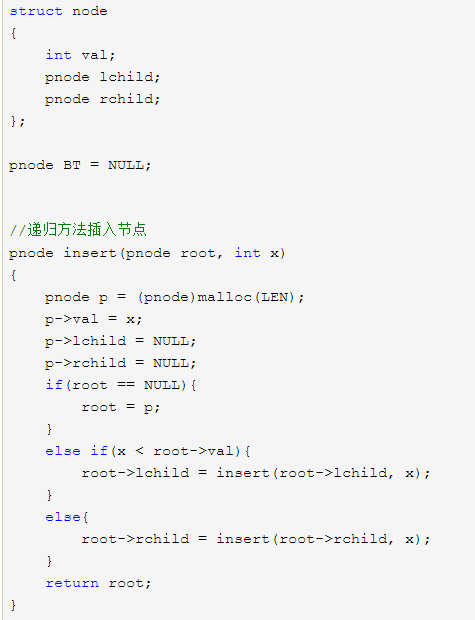 struct node
{
    int val;
    pnode lchild;
    pnode rchild;
};
pnode BT = NULL;
//递归方法插入节点
pnode insert(pnode root, int x)
{
    pnode p = (pnode)malloc(LEN);
    p->val = x;
    p->lchild = NULL;
    p->rchild = NULL;
    if(root == NULL){
        root = p;
    }
    else if(x < root->val){
        root->lchild = insert(root->lchild, x);
    }
    else{
        root->rchild = insert(root->rchild, x);
    }
    return root;
}